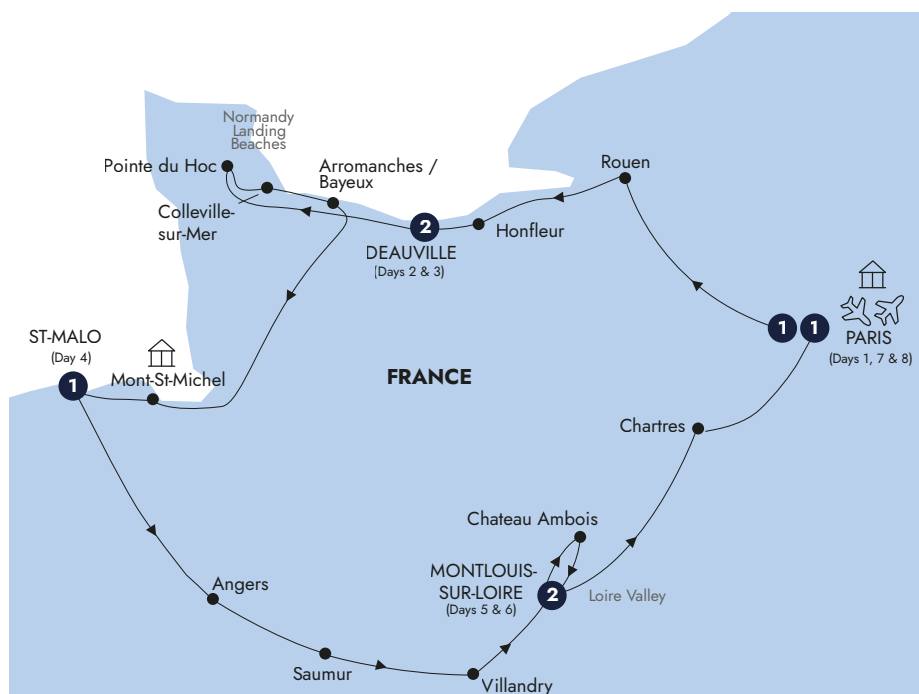 Normandy
Landing
Beaches
Pointe du Hoc
Arromanches /
Bayeux
Rouen
Colleville-
sur-Mer
2
Honfleur
DEAUVILLE
(Days 2 & 3)
1
1
PARIS
(Days 1, 7 & 8)
ST-MALO
(Day 4)
1
Mont-St-Michel
FRANCE
Chartres
Chateau Ambois
MONTLOUIS-
SUR-LOIRE
(Days 5 & 6)
2
Loire Valley
Angers
Saumur
Villandry